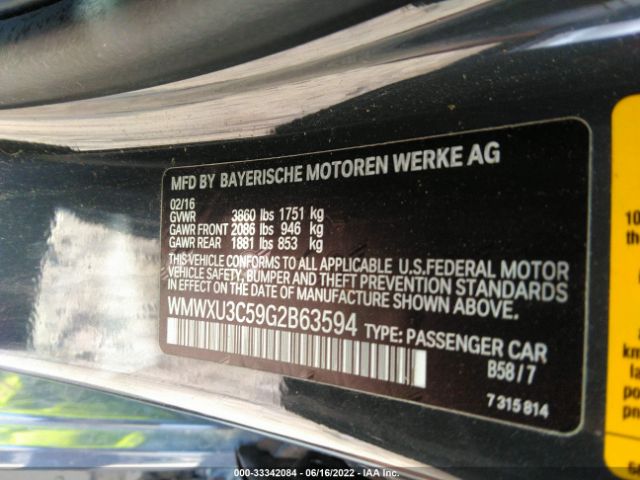 MFD BY BAYERISCHE MOTOREN WERKE AG
02/16
GVWR 3860 lbs 1751 kg
GAWR FRONT 2086 lbs 946 kg
GAWR REAR 1881 lbs 853 kg
THIS VEHICLE CONFORMS TO ALL APPLICABLE U.S.FEDERAL MOTOR
VEHICLE SAFETY, BUMPER AND THEFT PREVENTION STANDARDS
IN EFFECT ON THE DATE OF MANUFACTURE SHOWN ABOVE.
WMWXU3C59G2B63594 TYPE: PASSENGER CAR
B58/7
7 315 814
000-33342084 - 06/16/2022 - IAA Inc.